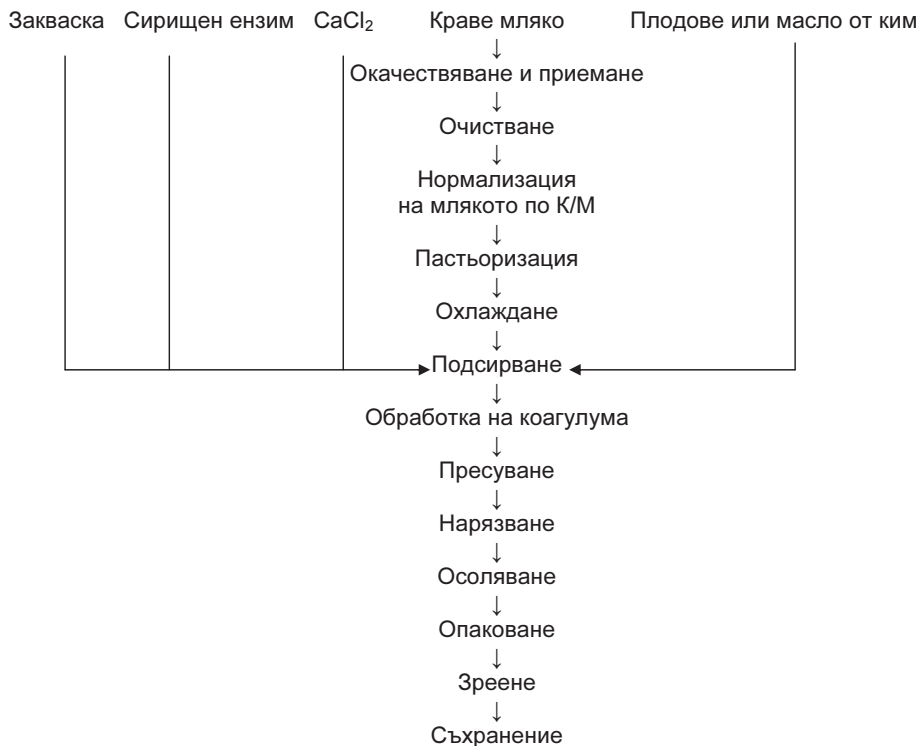 Закваска Сирищен ензим CaCl₂ Краве мляко Плодове или масло от ким
↓
Окачествяване и приемане
↓
Очистване
↓
Нормализация
на млякото по К/М
↓
Пастьоризация
↓
Охлаждане
↓
Подсирване
↓
Обработка на коагулума
↓
Пресуване
↓
Нарязване
↓
Осоляване
↓
Опаковане
↓
Зреене
↓
Съхранение